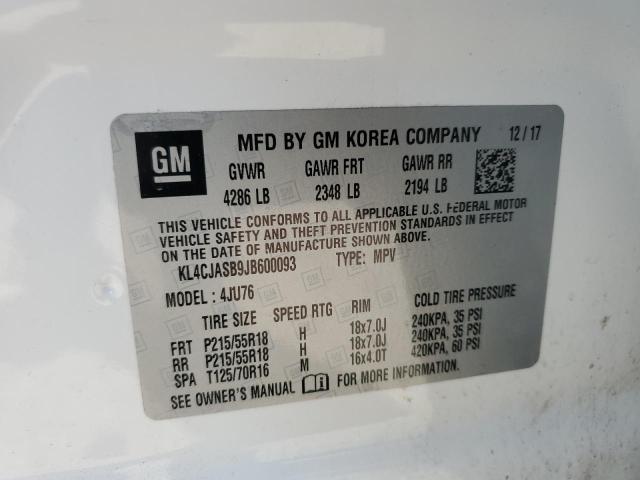 GM MFD BY GM KOREA COMPANY 12/17
GVWR GAWR FRT GAWR RR
4286 LB 2348 LB 2194 LB
THIS VEHICLE CONFORMS TO ALL APPLICABLE U.S. FEDERAL MOTOR
VEHICLE SAFETY AND THEFT PREVENTION STANDARDS IN EFFECT
ON THE DATE OF MANUFACTURE SHOWN ABOVE.
KL4CJASB9JB600093 TYPE: MPV
MODEL : 4JU76
TIRE SIZE SPEED RTG RIM COLD TIRE PRESSURE
FRT P215/55R18 H 18x7.0J 240KPA, 35 PSI
RR P215/55R18 H 18x7.0J 240KPA, 35 PSI
SPA T125/70R16 M 16x4.0T 420KPA, 60 PSI
SEE OWNER'S MANUAL FOR MORE INFORMATION.